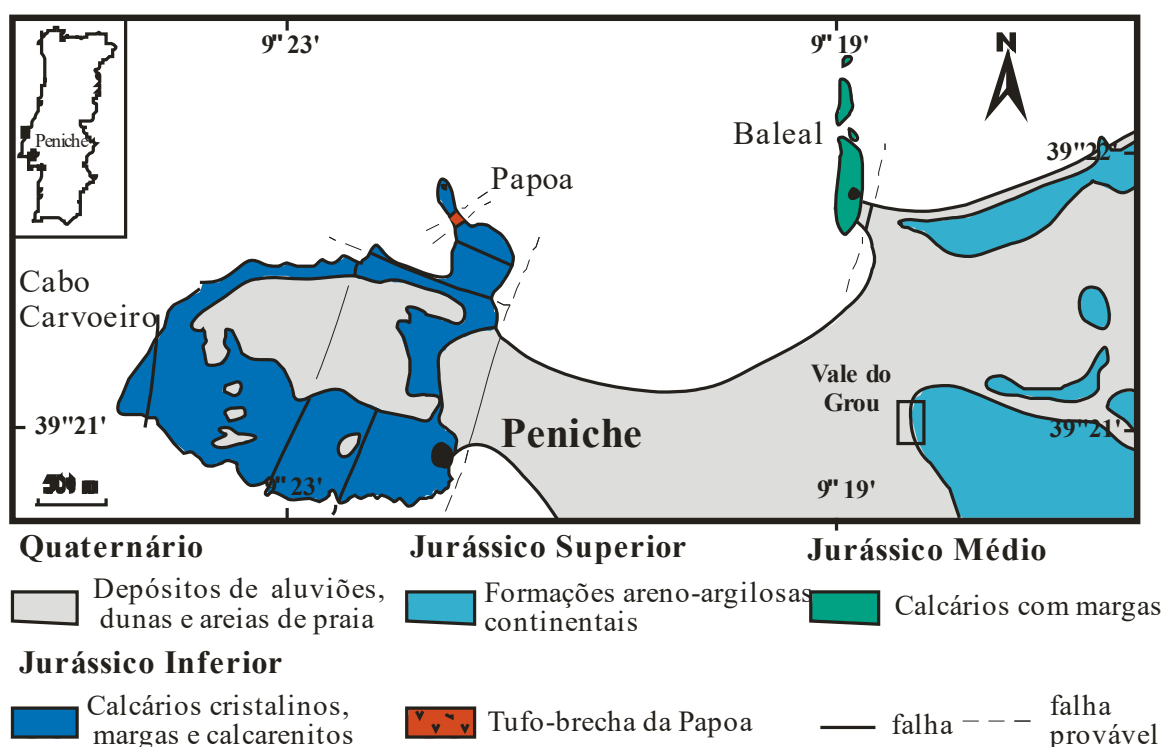 9" 23'
9" 19'
N
Peniche
Baleal
39"22'
Papoa
Cabo
Carvoeiro
Vale do
Grou
39"21'
Peniche
39"21'
9" 23'
9" 19'
Quaternário
Jurássico Superior
Jurássico Médio
Depósitos de aluviões,
dunas e areias de praia
Formações areno-argilosas
continentais
Calcários com margas
Jurássico Inferior
Calcários cristalinos,
margas e calcarenitos
Tufo-brecha da Papoa
falha
falha
provável